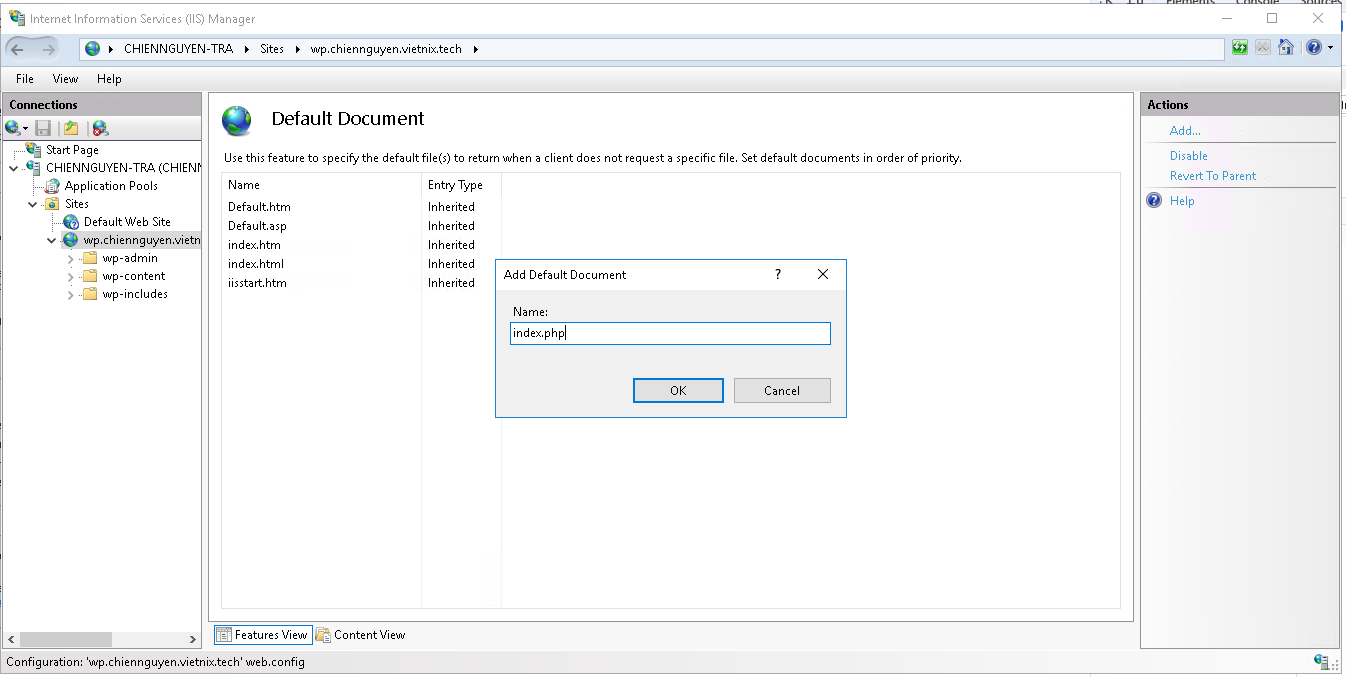 Elements Console Sources
Internet Information Services (IIS) Manager
CHIENNGUYEN-TRA Sites wp.chiennguyen.vietnix.tech
File View Help
Connections
Start Page
CHIENNGUYEN-TRA (CHIENN
Application Pools
Sites
Default Web Site
wp.chiennguyen.vietn
wp-admin
wp-content
wp-includes
Default Document
Use this feature to specify the default file(s) to return when a client does not request a specific file. Set default documents in order of priority.
Name Entry Type
Default.htm Inherited
Default.asp Inherited
index.htm Inherited
index.html Inherited
iisstart.htm Inherited
Add Default Document ?
Name:
index.php
OK Cancel
Features View Content View
Actions
Add...
Disable
Revert To Parent
Help
Configuration: 'wp.chiennguyen.vietnix.tech' web.config